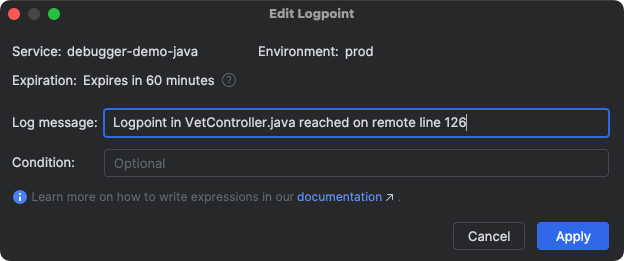 Edit Logpoint
Service: debugger-demo-java Environment: prod
Expiration: Expires in 60 minutes ?
Log message: Logpoint in VetController.java reached on remote line 126
Condition: Optional
Learn more on how to write expressions in our documentation ↗ .
Cancel Apply